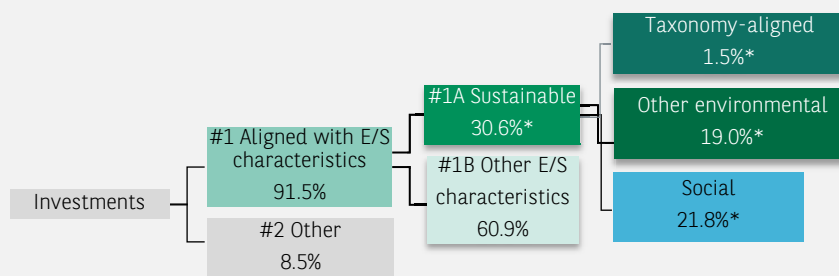 Investments
#1 Aligned with E/S
characteristics
91.5%
#2 Other
8.5%
#1A Sustainable
30.6%*
#1B Other E/S
characteristics
60.9%
Taxonomy-aligned
1.5%*
Other environmental
19.0%*
Social
21.8%*